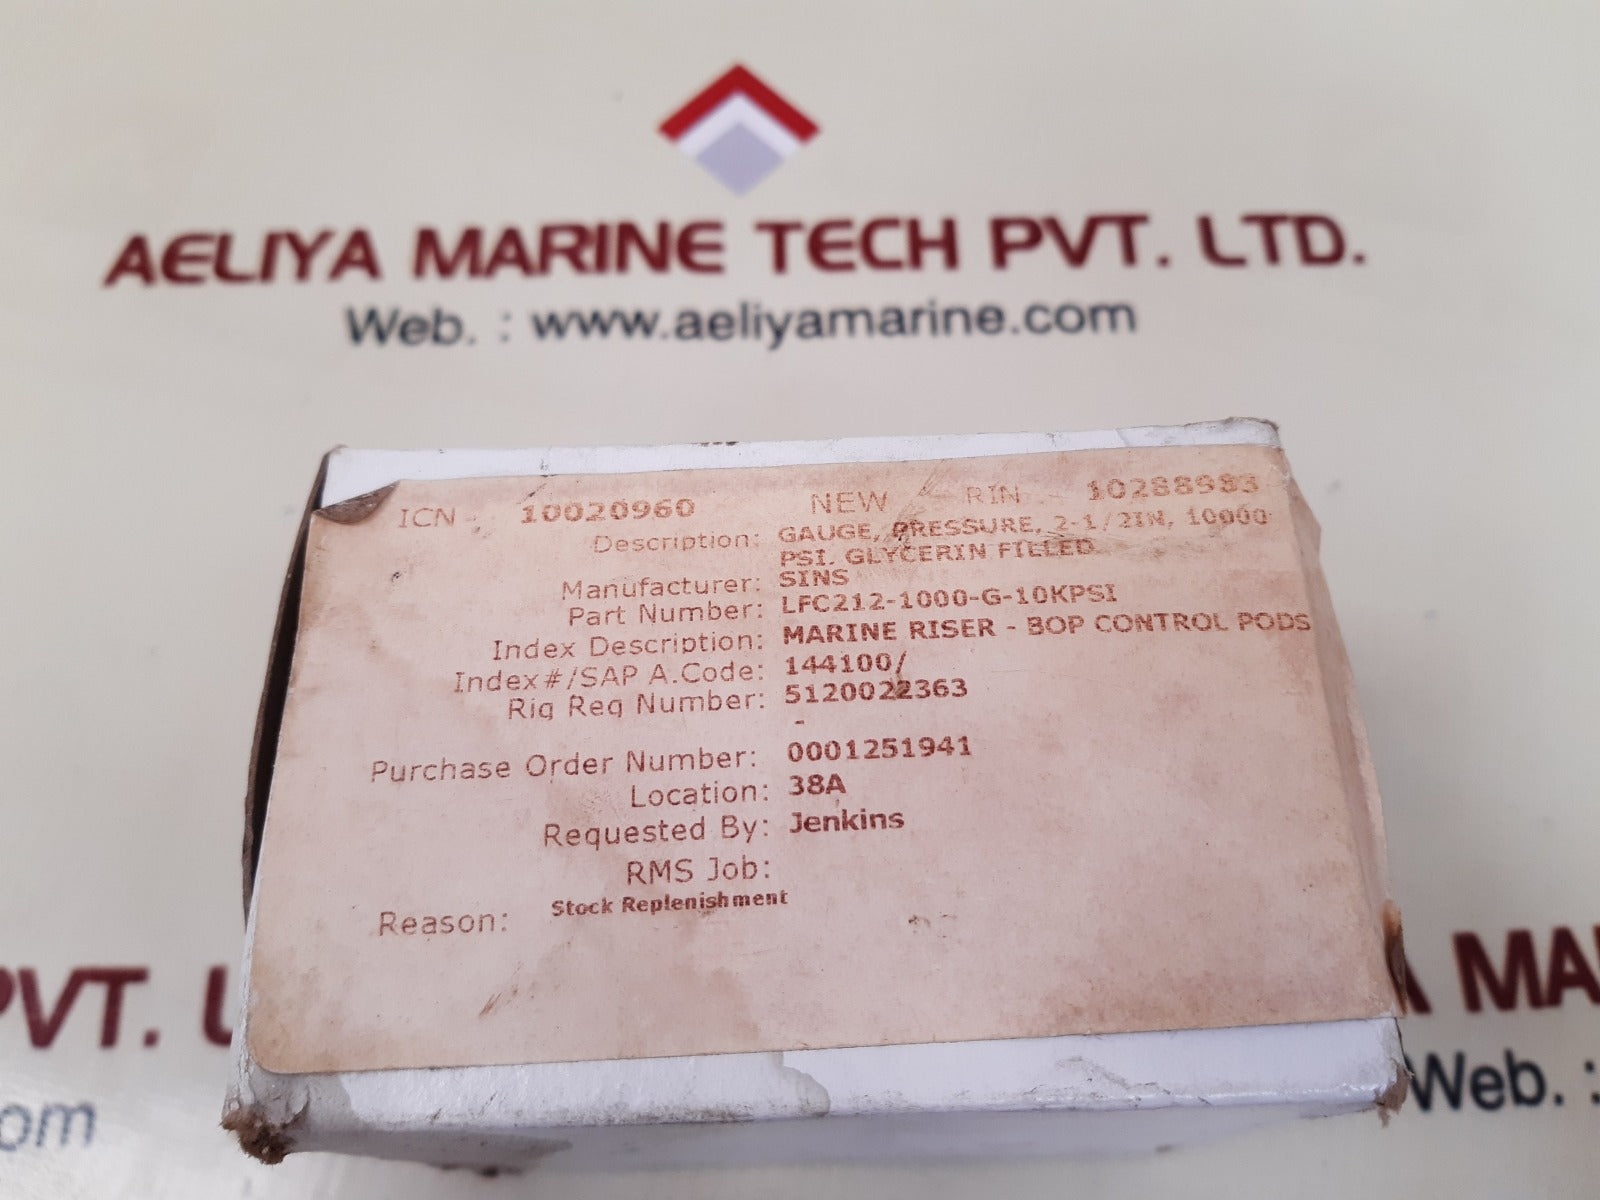 AELIYA MARINE TECH PVT. LTD.
Web. : www.aeliyamarine.com
ICN - 10020960 NEW - RIN - 10288983
Description: GAUGE, PRESSURE, 2-1/2IN, 10000
PSI. GLYCERIN FILLED
Manufacturer: SINS
Part Number: LFC212-1000-G-10KPSI
Index Description: MARINE RISER - BOP CONTROL PODS
Index#/SAP A.Code: 144100/
Rig Req Number: 5120022363
-
Purchase Order Number: 0001251941
Location: 38A
Requested By: Jenkins
RMS Job:
Reason: Stock Replenishment
PVT. L
A MA
Web. :
om